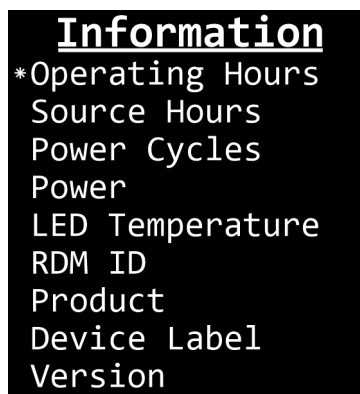 Information
*Operating Hours
Source Hours
Power Cycles
Power
LED Temperature
RDM ID
Product
Device Label
Version